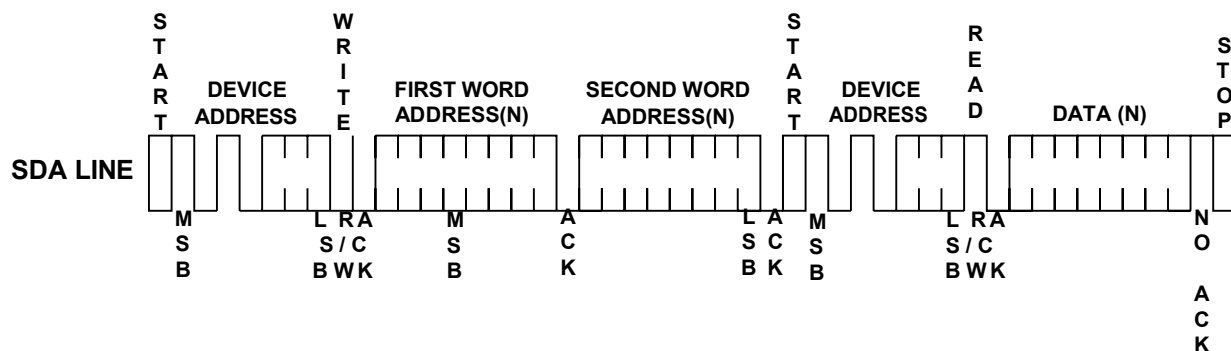 START
DEVICE
ADDRESS
WRITE
FIRST WORD
ADDRESS(N)
SECOND WORD
ADDRESS(N)
START
DEVICE
ADDRESS
READ
DATA (N)
STOP
SDA LINE
MSB
LSB
R/W
ACK
MSB
ACK
LSB
ACK
MSB
LSB
R/W
ACK
NO ACK